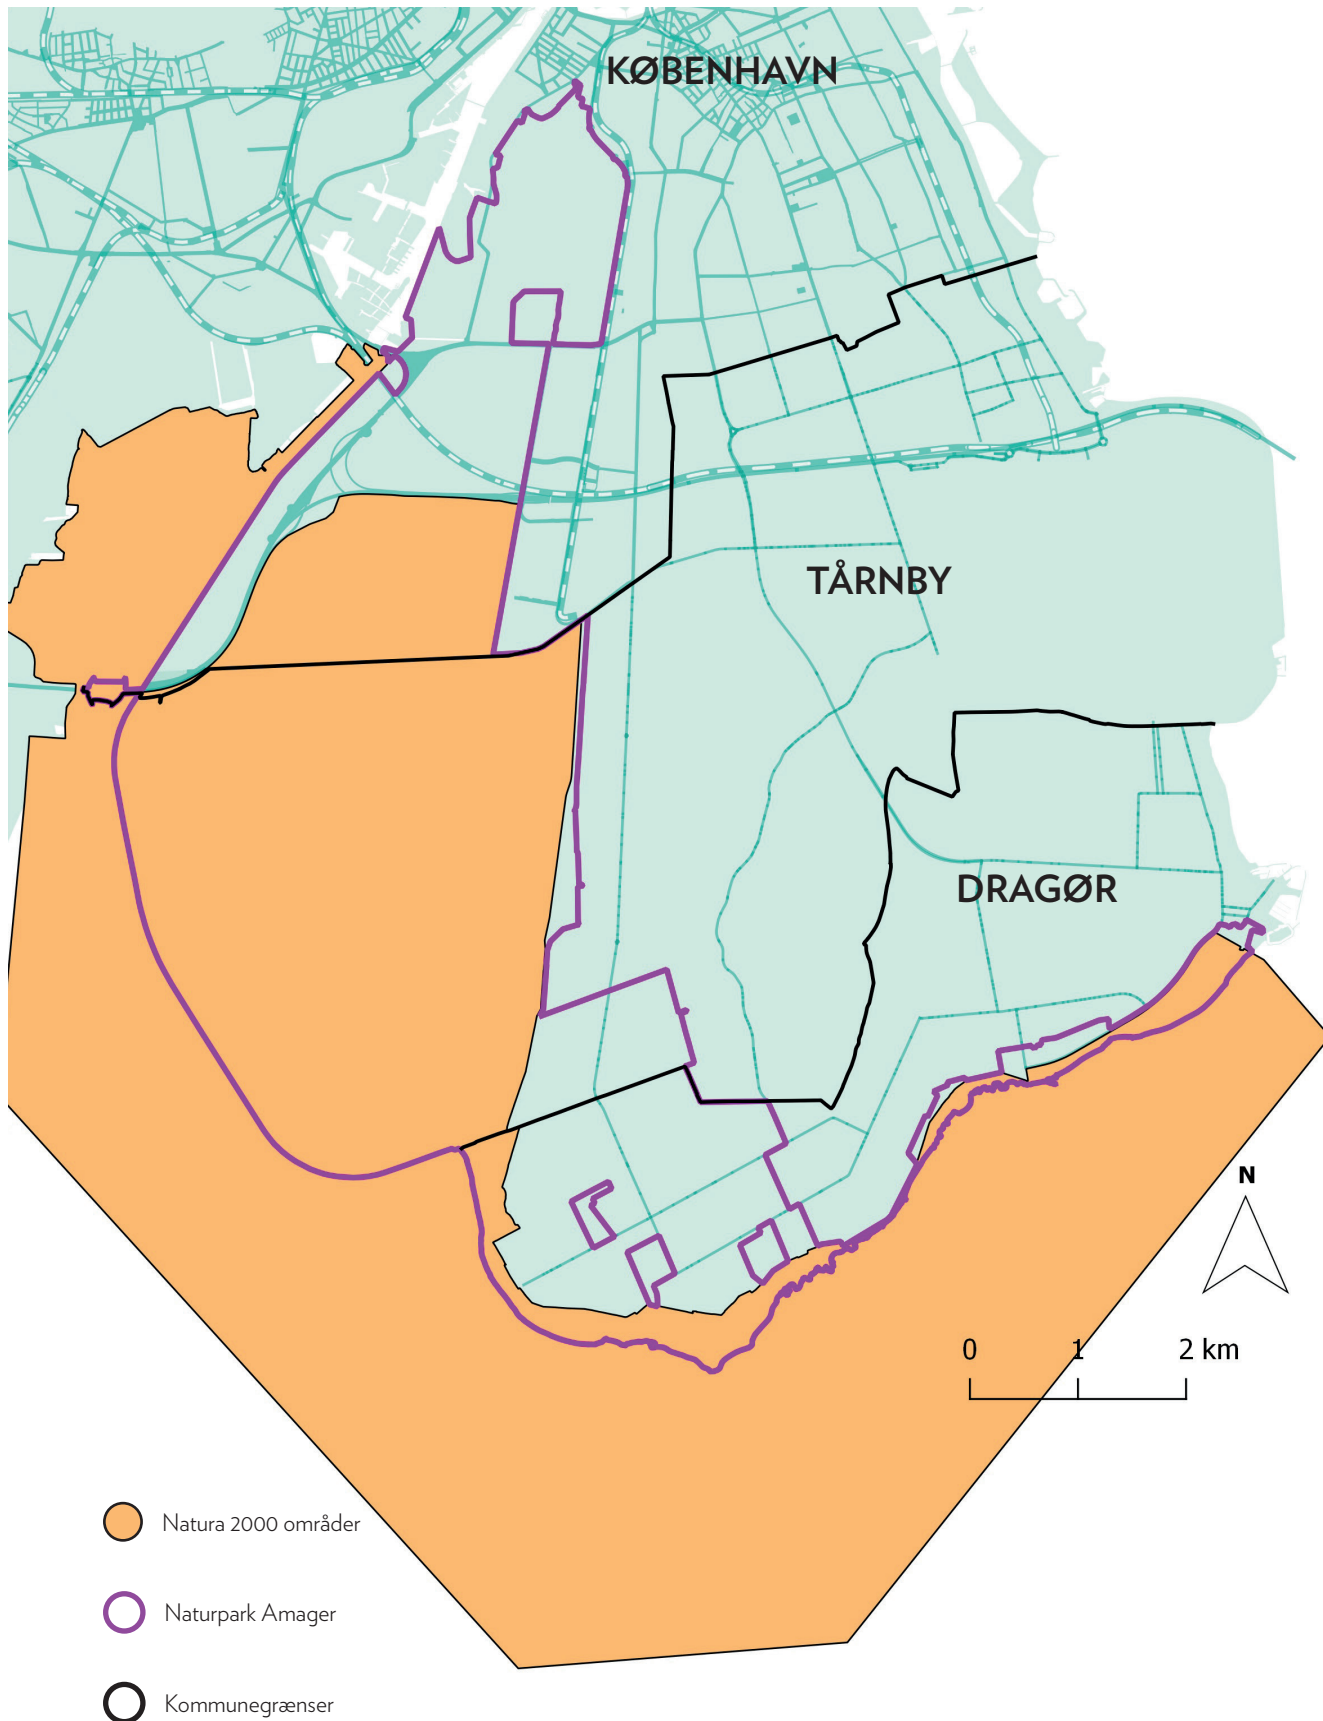 KØBENHAVN
TÅRNBY
DRAGØR
N
0 1 2 km
Natura 2000 områder
Naturpark Amager
Kommunegrænser